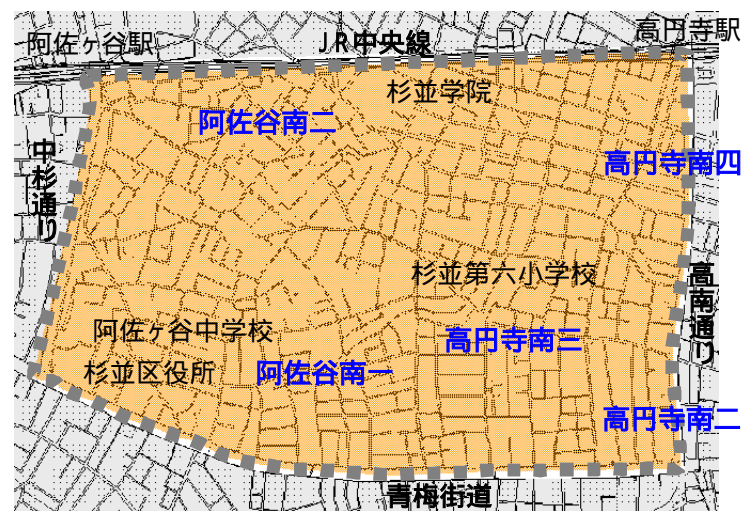 阿佐ヶ谷駅
JR中央線
高円寺駅
杉並学院
阿佐谷南二
中杉通り
高円寺南四
杉並第六小学校
高南通り
阿佐ヶ谷中学校
高円寺南三
杉並区役所
阿佐谷南一
高円寺南二
青梅街道